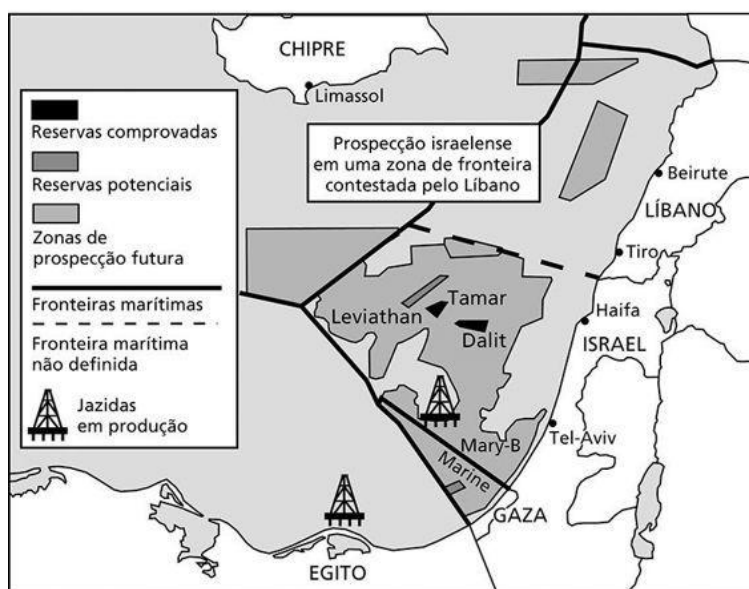 CHIPRE
Limassol
Reservas comprovadas
Reservas potenciais
Zonas de
prospecção futura
Fronteiras marítimas
Fronteira marítima
não definida
Jazidas
em produção
Prospecção israelense
em uma zona de fronteira
contestada pelo Líbano
Beirute
LÍBANO
Tiro
Tamar
Leviathan
Dalit
Haifa
ISRAEL
Mary-B
Tel-Aviv
Marine
GAZA
EGITO